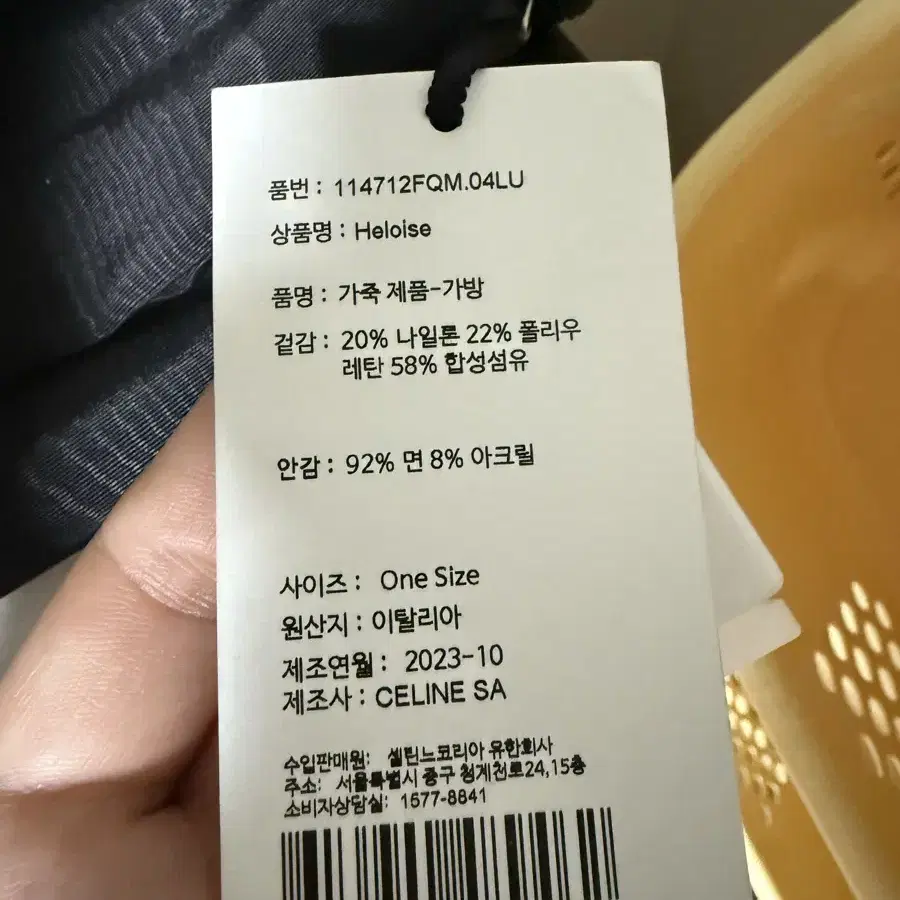 품번 : 114712FQM.04LU
상품명 : Heloise
품명 : 가죽 제품-가방
겉감 : 20% 나일론 22% 폴리우
레탄 58% 합성섬유
안감 : 92% 면 8% 아크릴
사이즈 : One Size
원산지 : 이탈리아
제조연월 : 2023-10
제조사 : CELINE SA
수입판매원: 셀린느코리아 유한회사
주소: 서울특별시 중구 청계천로24,15층
소비자상담실: 1577-8841